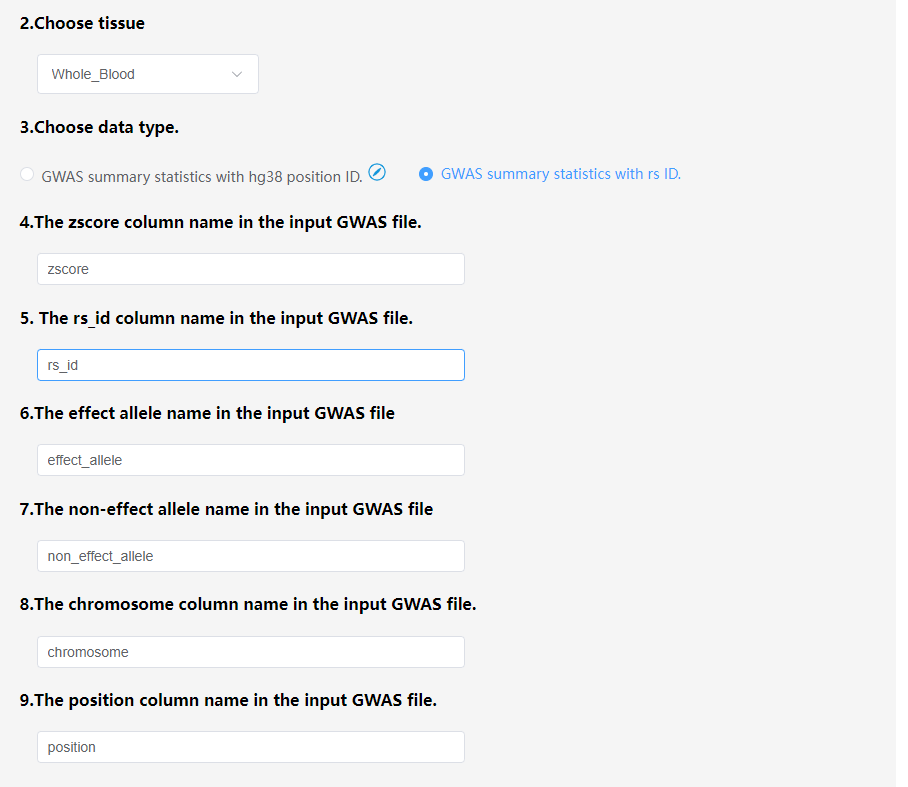 2.Choose tissue
Whole_Blood
3.Choose data type.
GWAS summary statistics with hg38 position ID. GWAS summary statistics with rs ID.
4.The zscore column name in the input GWAS file.
zscore
5. The rs_id column name in the input GWAS file.
rs_id
6.The effect allele name in the input GWAS file
effect_allele
7.The non-effect allele name in the input GWAS file
non_effect_allele
8.The chromosome column name in the input GWAS file.
chromosome
9.The position column name in the input GWAS file.
position